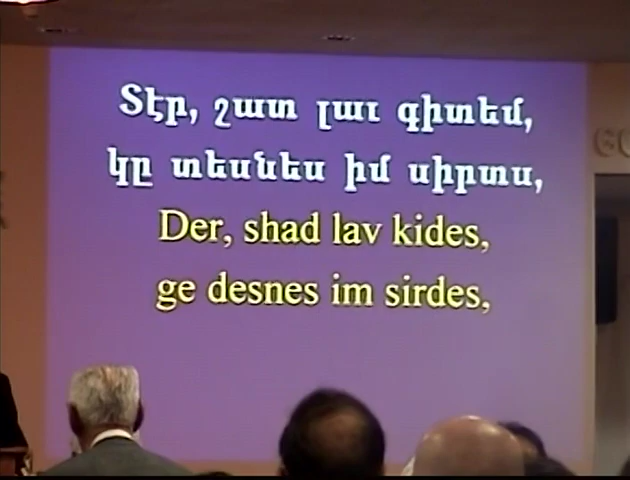 Տէր, շատ լաւ գիտեմ,
կը տեսնես իմ սիրտս,
Der, shad lav kides,
ge desnes im sirdes,